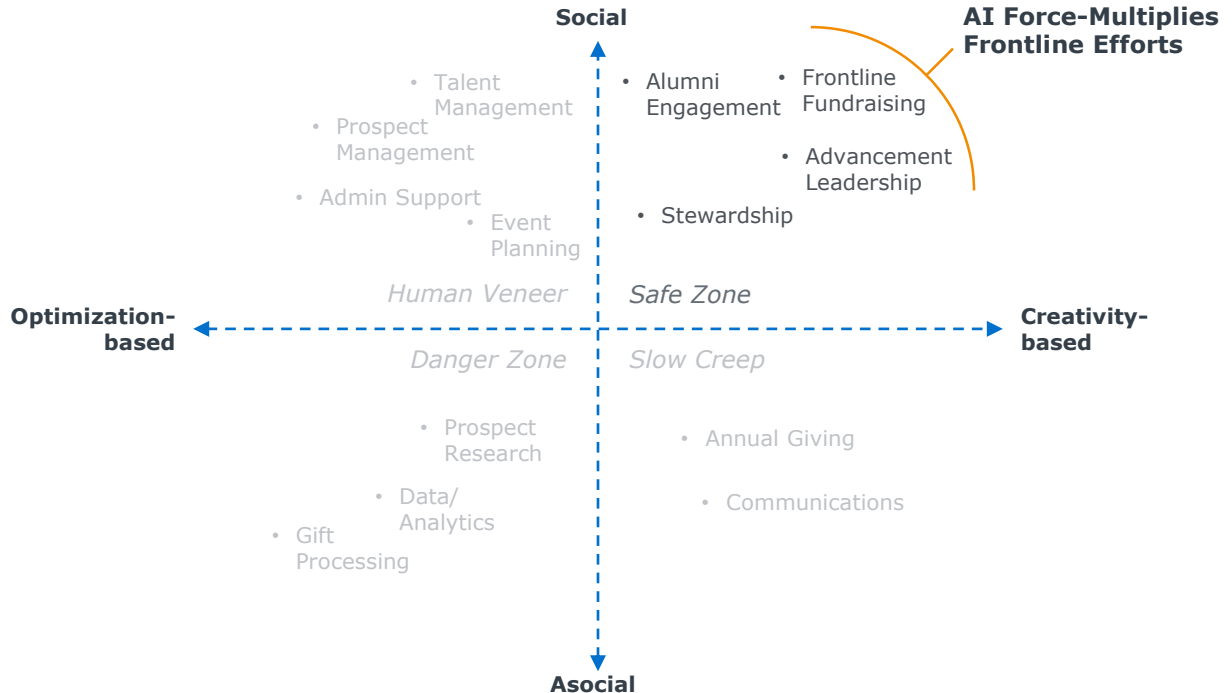 Social
AI Force-Multiplies
Frontline Efforts
• Talent
Management
• Prospect
Management
• Admin Support
• Event
Planning
• Alumni
Engagement
• Frontline
Fundraising
• Advancement
Leadership
• Stewardship
Human Veneer
Safe Zone
Optimization-
based
Creativity-
based
Danger Zone
Slow Creep
• Prospect
Research
• Data/
Analytics
• Gift
Processing
• Annual Giving
• Communications
Asocial